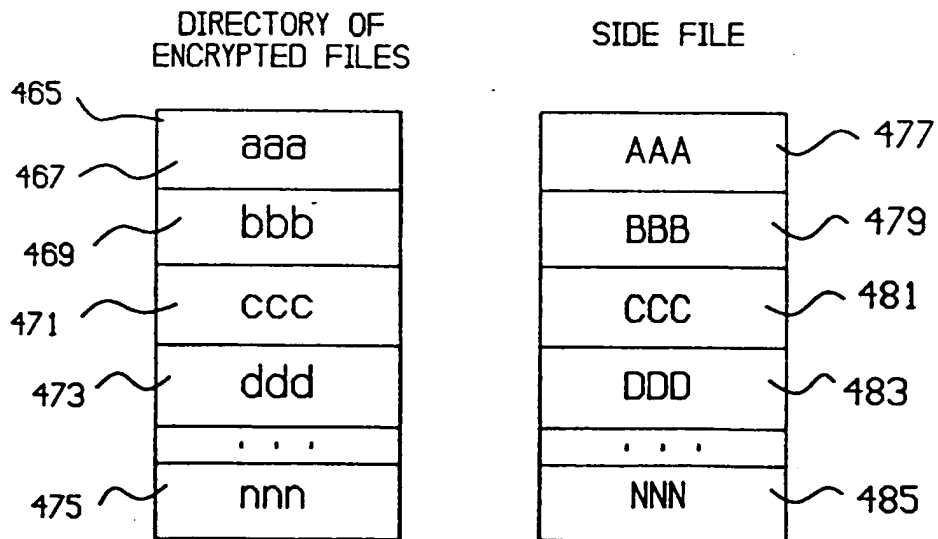 DIRECTORY OF
ENCRYPTED FILES
SIDE FILE
465
467
aaa
AAA
477
469
bbb
BBB
479
471
ccc
CCC
481
473
ddd
DDD
483
. . .
. . .
475
nnn
NNN
485